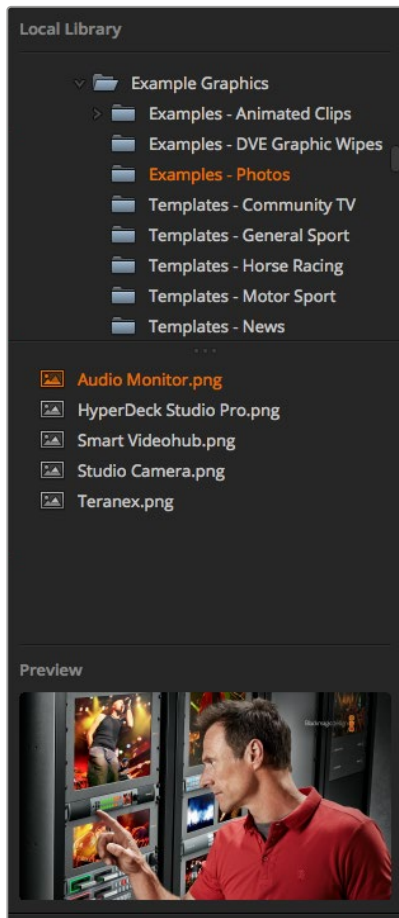 Local Library
Example Graphics
Examples - Animated Clips
Examples - DVE Graphic Wipes
Examples - Photos
Templates - Community TV
Templates - General Sport
Templates - Horse Racing
Templates - Motor Sport
Templates - News
Audio Monitor.png
HyperDeck Studio Pro.png
Smart Videohub.png
Studio Camera.png
Teranex.png
Preview
Blackmagicdesign